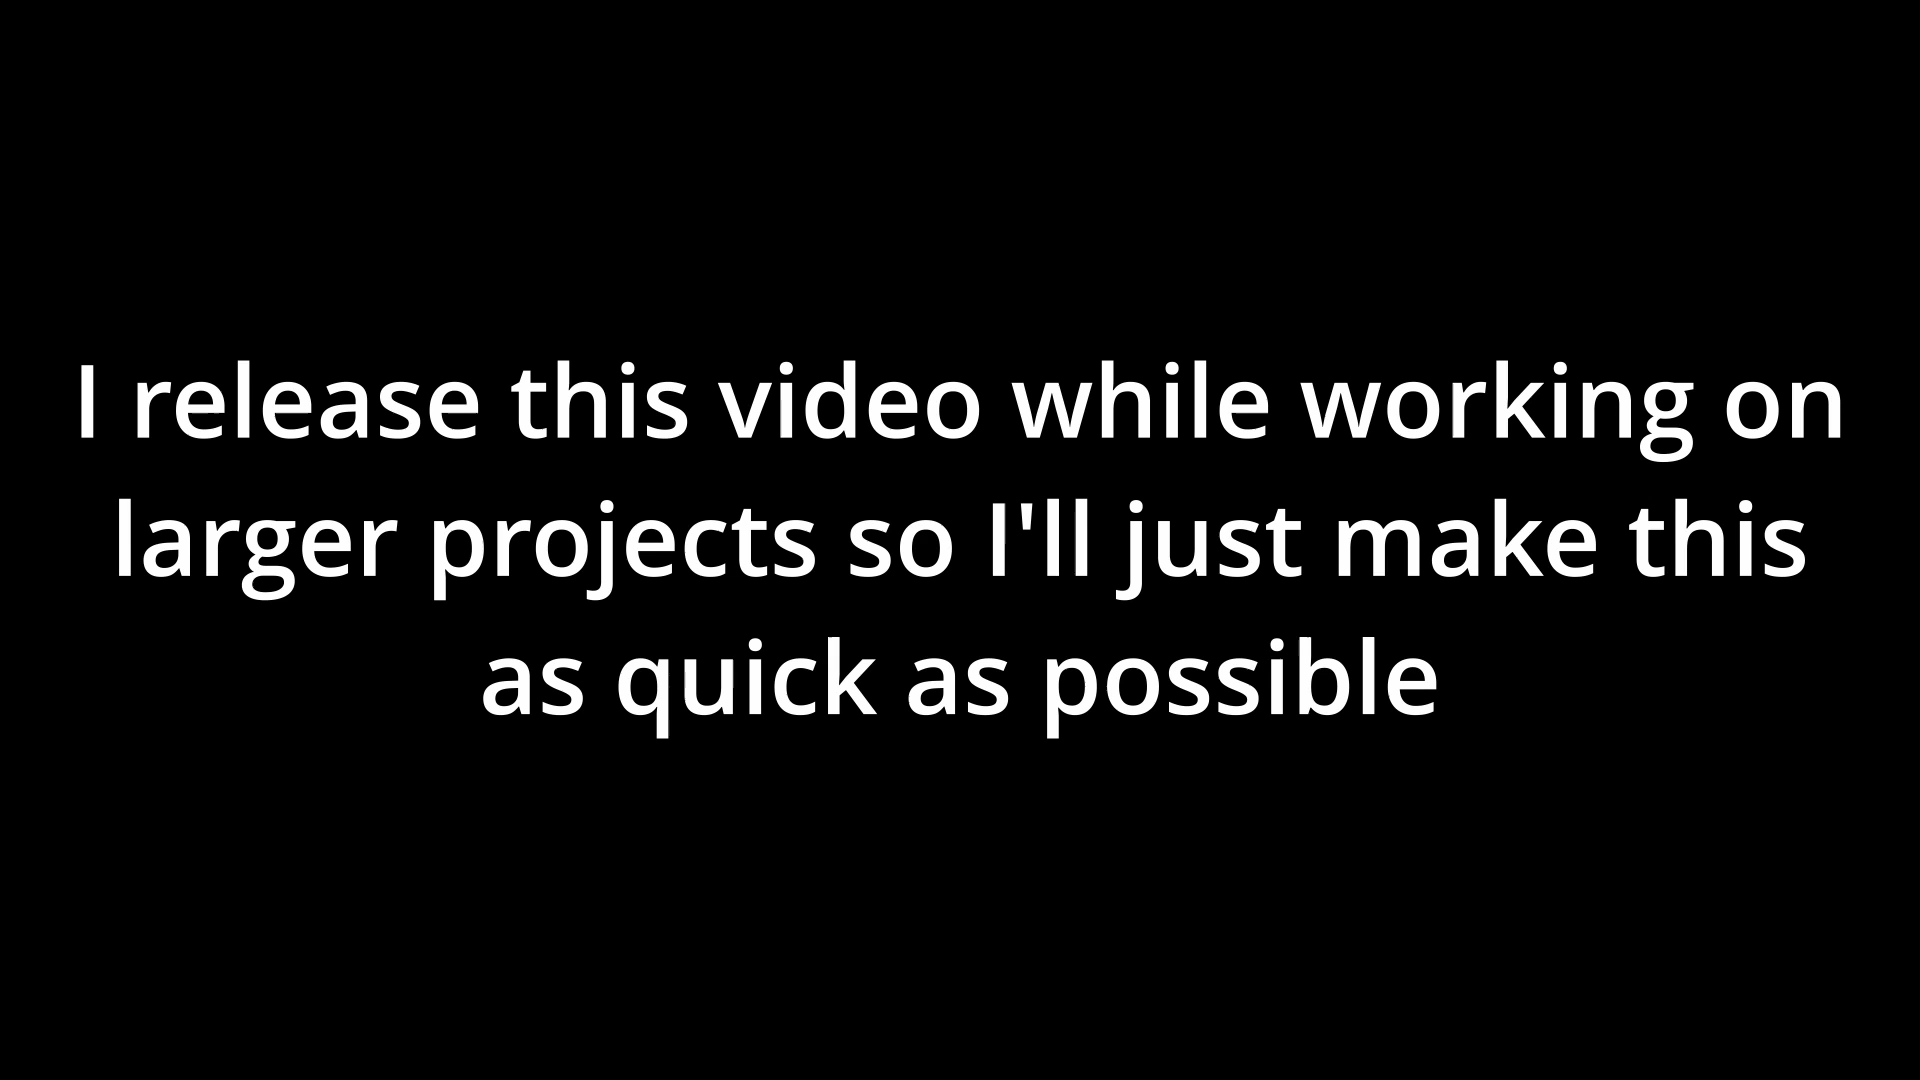 I release this video while working on
larger projects so I'll just make this
as quick as possible